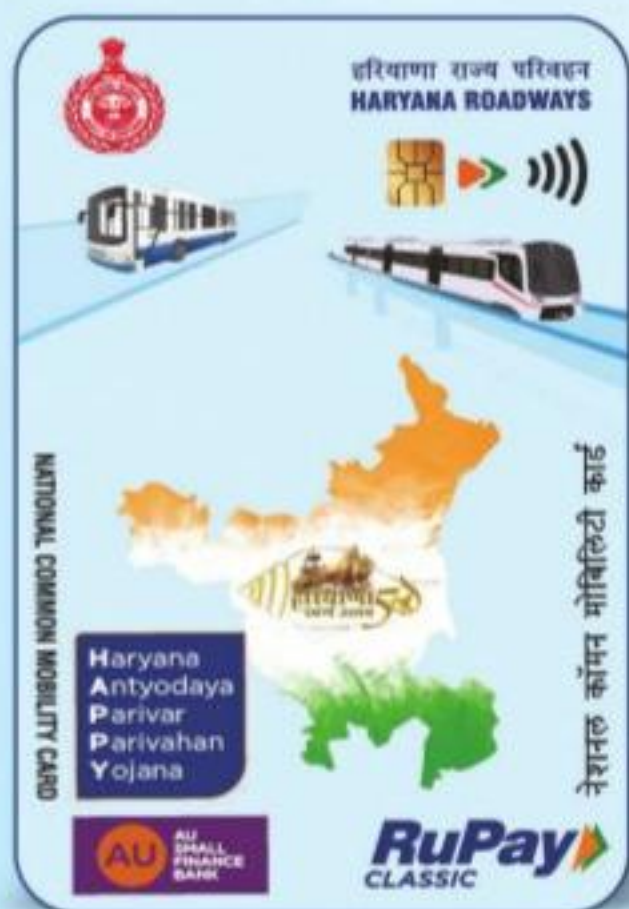 हरियाणा राज्य परिवहन
HARYANA ROADWAYS
NATIONAL COMMON MOBILITY CARD
नेशनल कॉमन मोबिलिटी कार्ड
हरियाणा
Haryana
Antyodaya
Parivar
Parivahan
Yojana
AU
AU
SMALL
FINANCE
BANK
RuPay
CLASSIC